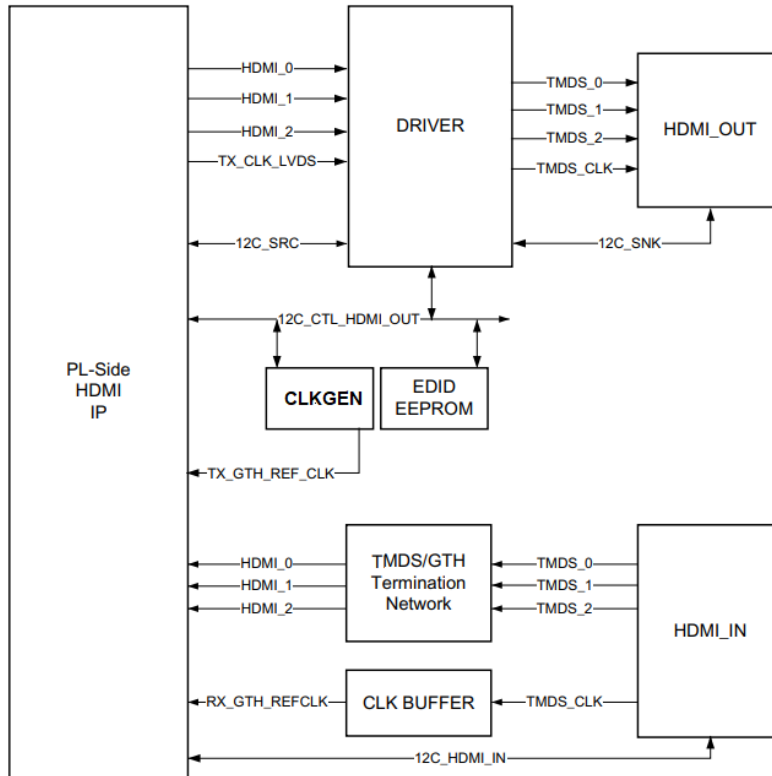 HDMI_0
HDMI_1
HDMI_2
TX_CLK_LVDS
12C_SRC
DRIVER
TMDS_0
TMDS_1
TMDS_2
TMDS_CLK
12C_SNK
HDMI_OUT
PL-Side
HDMI
IP
12C_CTL_HDMI_OUT
CLKGEN
EDID
EEPROM
TX_GTH_REF_CLK
HDMI_0
HDMI_1
HDMI_2
TMDS/GTH
Termination
Network
TMDS_0
TMDS_1
TMDS_2
HDMI_IN
RX_GTH_REFCLK
CLK BUFFER
TMDS_CLK
12C_HDMI_IN